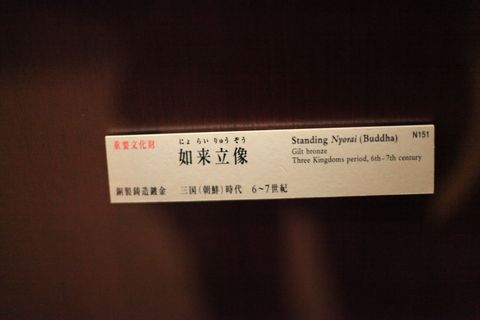 重要文化財
にょ らい りゅう ぞう
如来立像
銅製鋳造鍍金 三国(朝鮮)時代 6~7世紀
Standing Nyorai (Buddha) N151
Gilt bronze
Three Kingdoms period, 6th-7th century